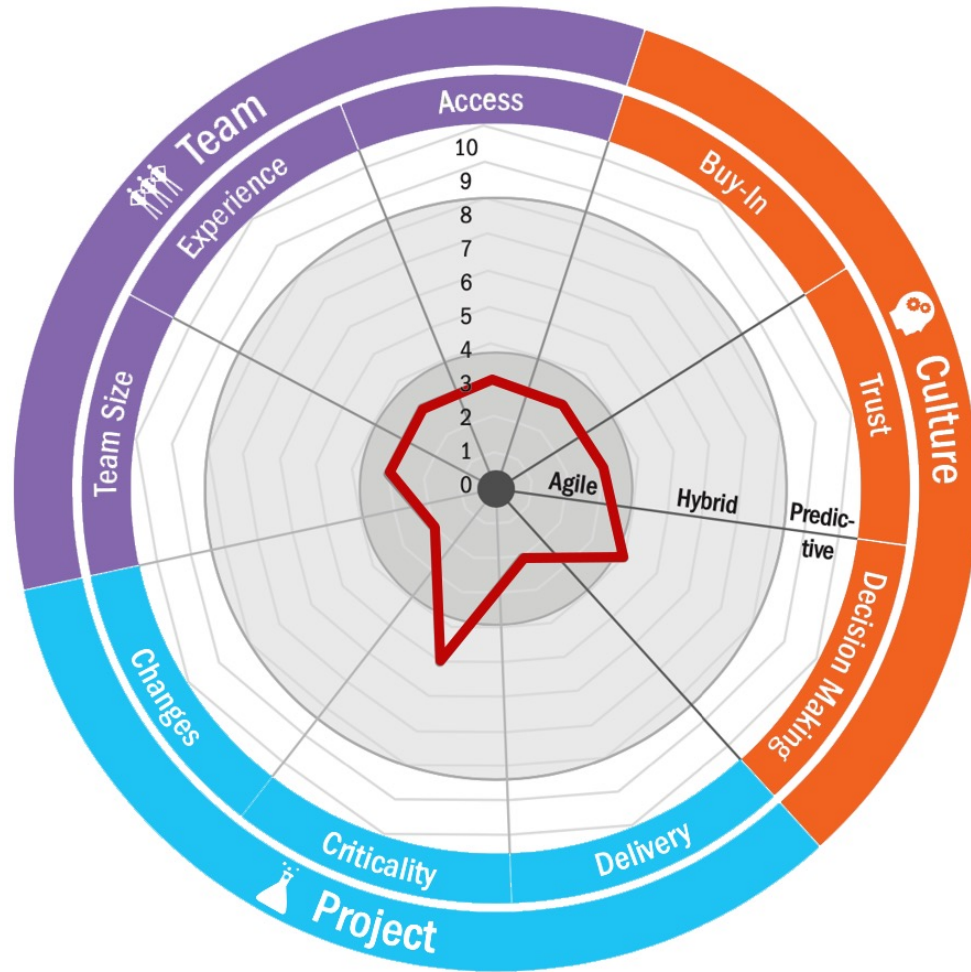 Team
Access
Experience
Team Size
Buy-In
Trust
Decision Making
Culture
10
9
8
7
6
5
4
3
2
1
0
Agile
Hybrid
Predic-
tive
Changes
Criticality
Delivery
Project